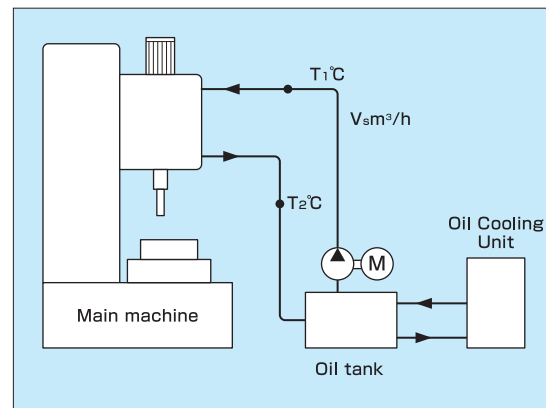 T₁℃
Vₛm³/h
T₂℃
Oil Cooling
Unit
M
Main machine
Oil tank